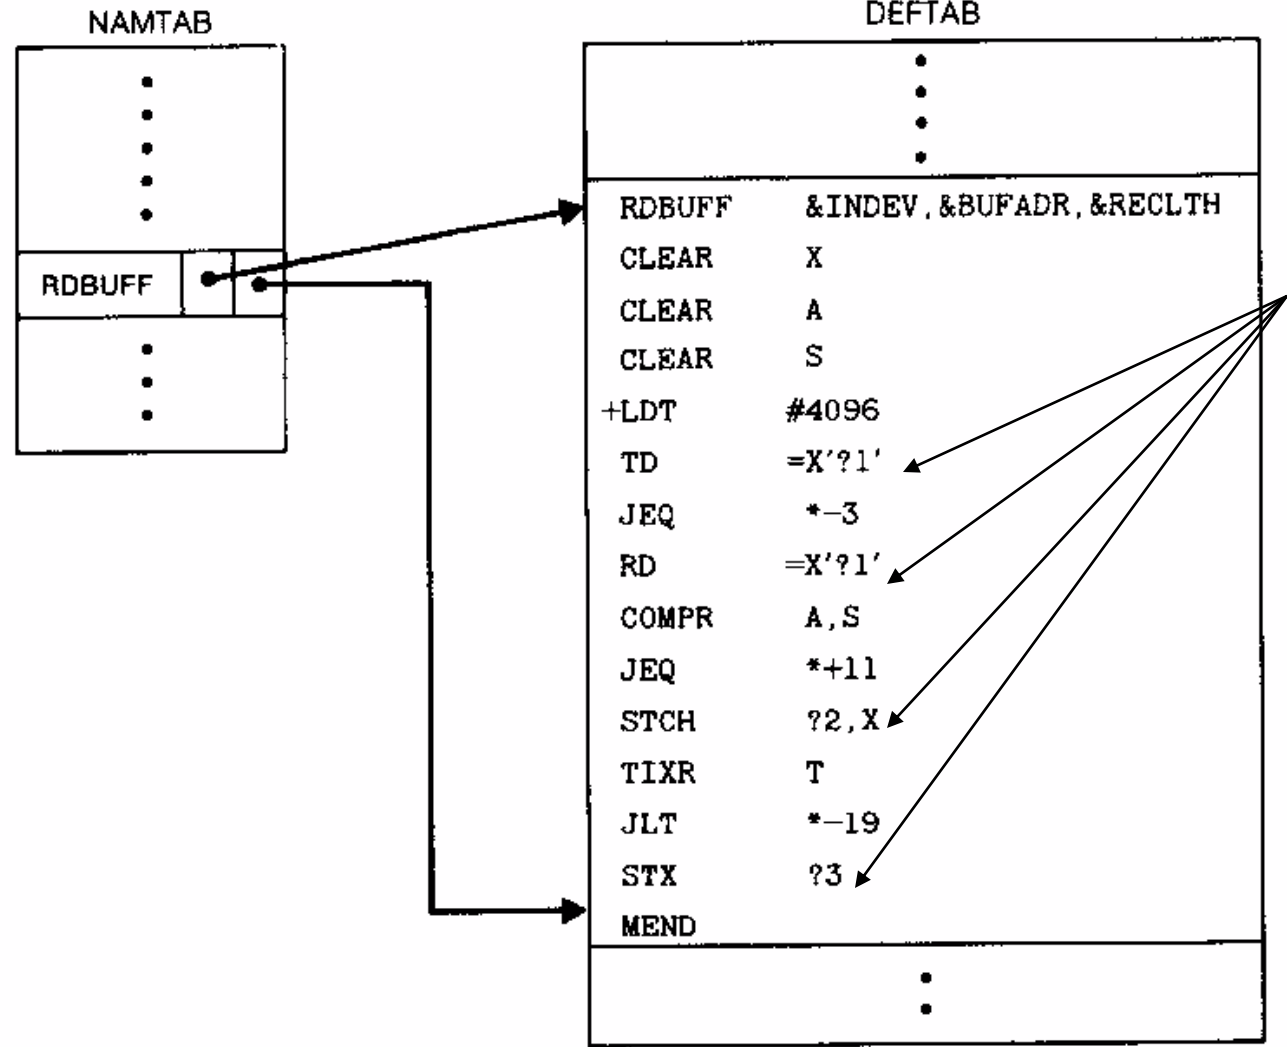 NAMTAB
DEFTAB
RDBUFF
RDBUFF &INDEV,&BUFADR,&RECLTH
CLEAR X
CLEAR A
CLEAR S
+LDT #4096
TD =X'?1'
JEQ *-3
RD =X'?1'
COMPR A,S
JEQ *+11
STCH ?2,X
TIXR T
JLT *-19
STX ?3
MEND